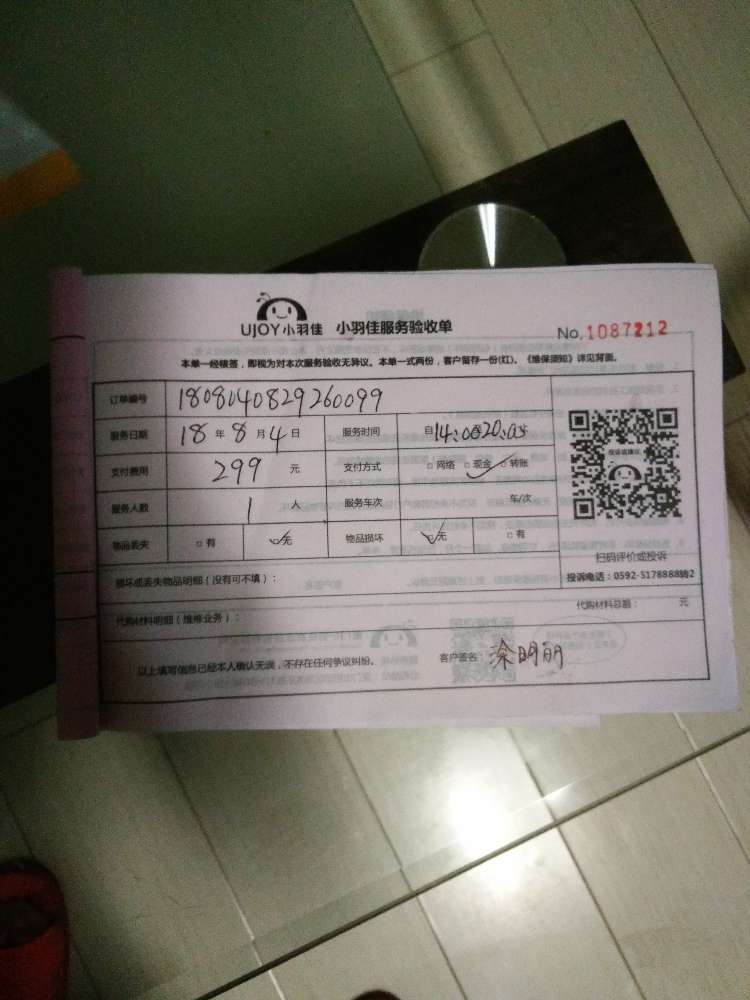 UJOY小羽佳 小羽佳服务验收单
No.1087212
本单一经核签，即视为对本次服务验收无异议。本单一式两份，客户留存一份(红)。《维保须知》详见背面。
订单编号 1808040829260099
服务日期 18 年 8 月 4 日 服务时间 自14:00 20:05
支付费用 299 元 支付方式 □网络 □现金 ✓ □转账
服务人数 1 人 服务车次 车/次
物品丢失 □有 ☑无 物品损坏 ☑无 □有
投诉或建议
扫码评价或投诉
投诉电话：0592-5178888转2
损坏或丢失物品明细（没有可不填）：
代购材料明细（维修业务）： 代购材料总额： 元
以上填写信息已经本人确认无误，不存在任何争议纠纷。 客户签名 涂明丽